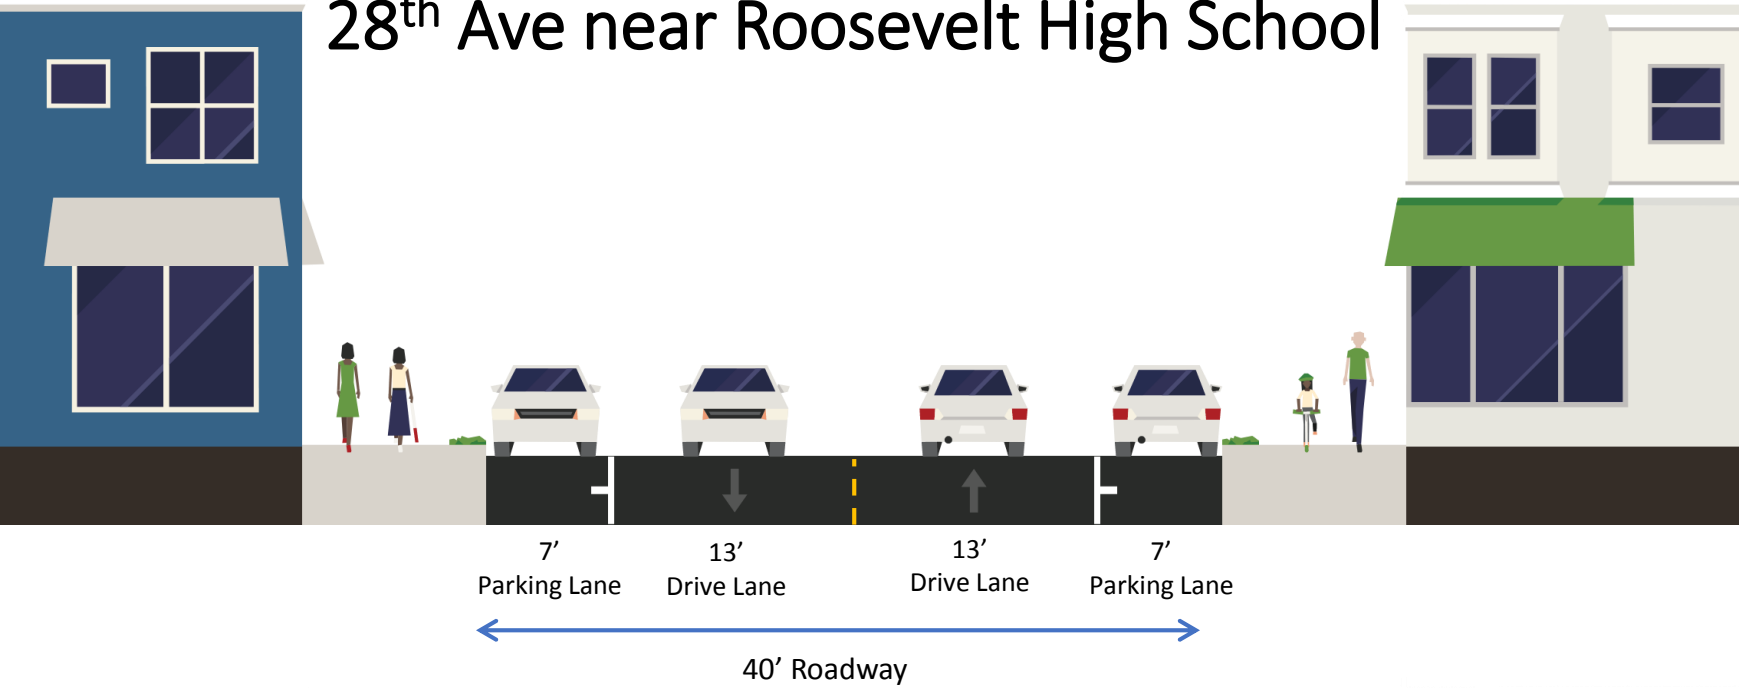 28th Ave near Roosevelt High School
7’
Parking Lane
13’
Drive Lane
13’
Drive Lane
7’
Parking Lane
40’ Roadway